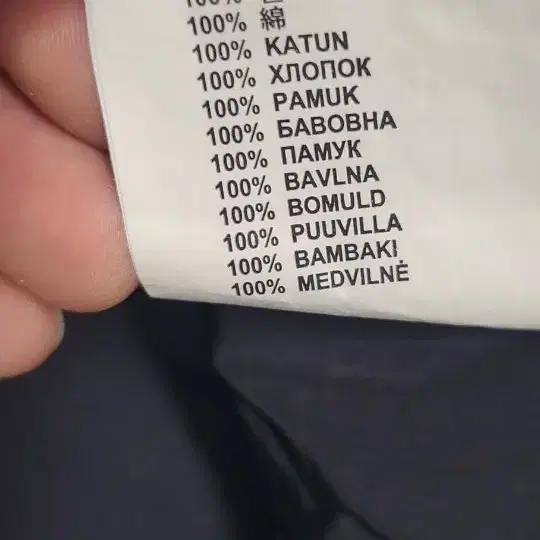 100%
100% 綿
100% KATUN
100% ХЛОПОК
100% PAMUK
100% БАВОВНА
100% ПАМУК
100% BAVLNA
100% BOMULD
100% PUUVILLA
100% BAMBAKI
100% MEDVILNĖ